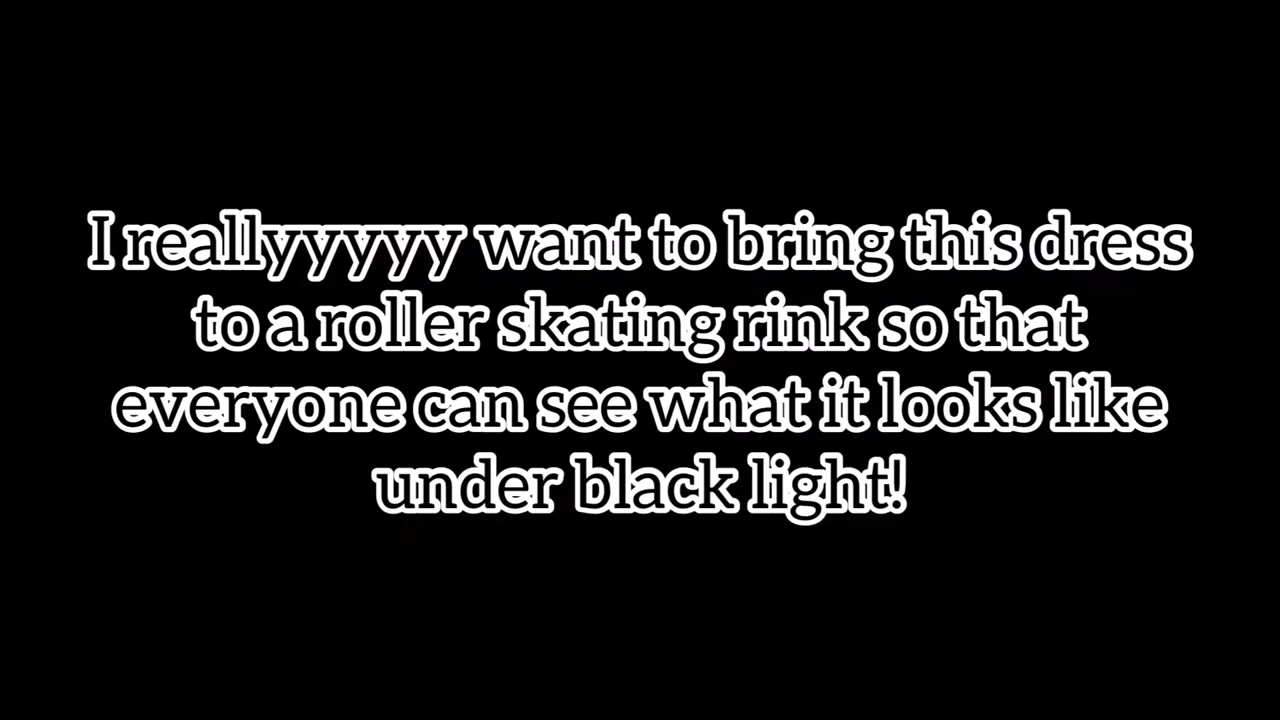 I reallyyyyy want to bring this dress
to a roller skating rink so that
everyone can see what it looks like
under black light!